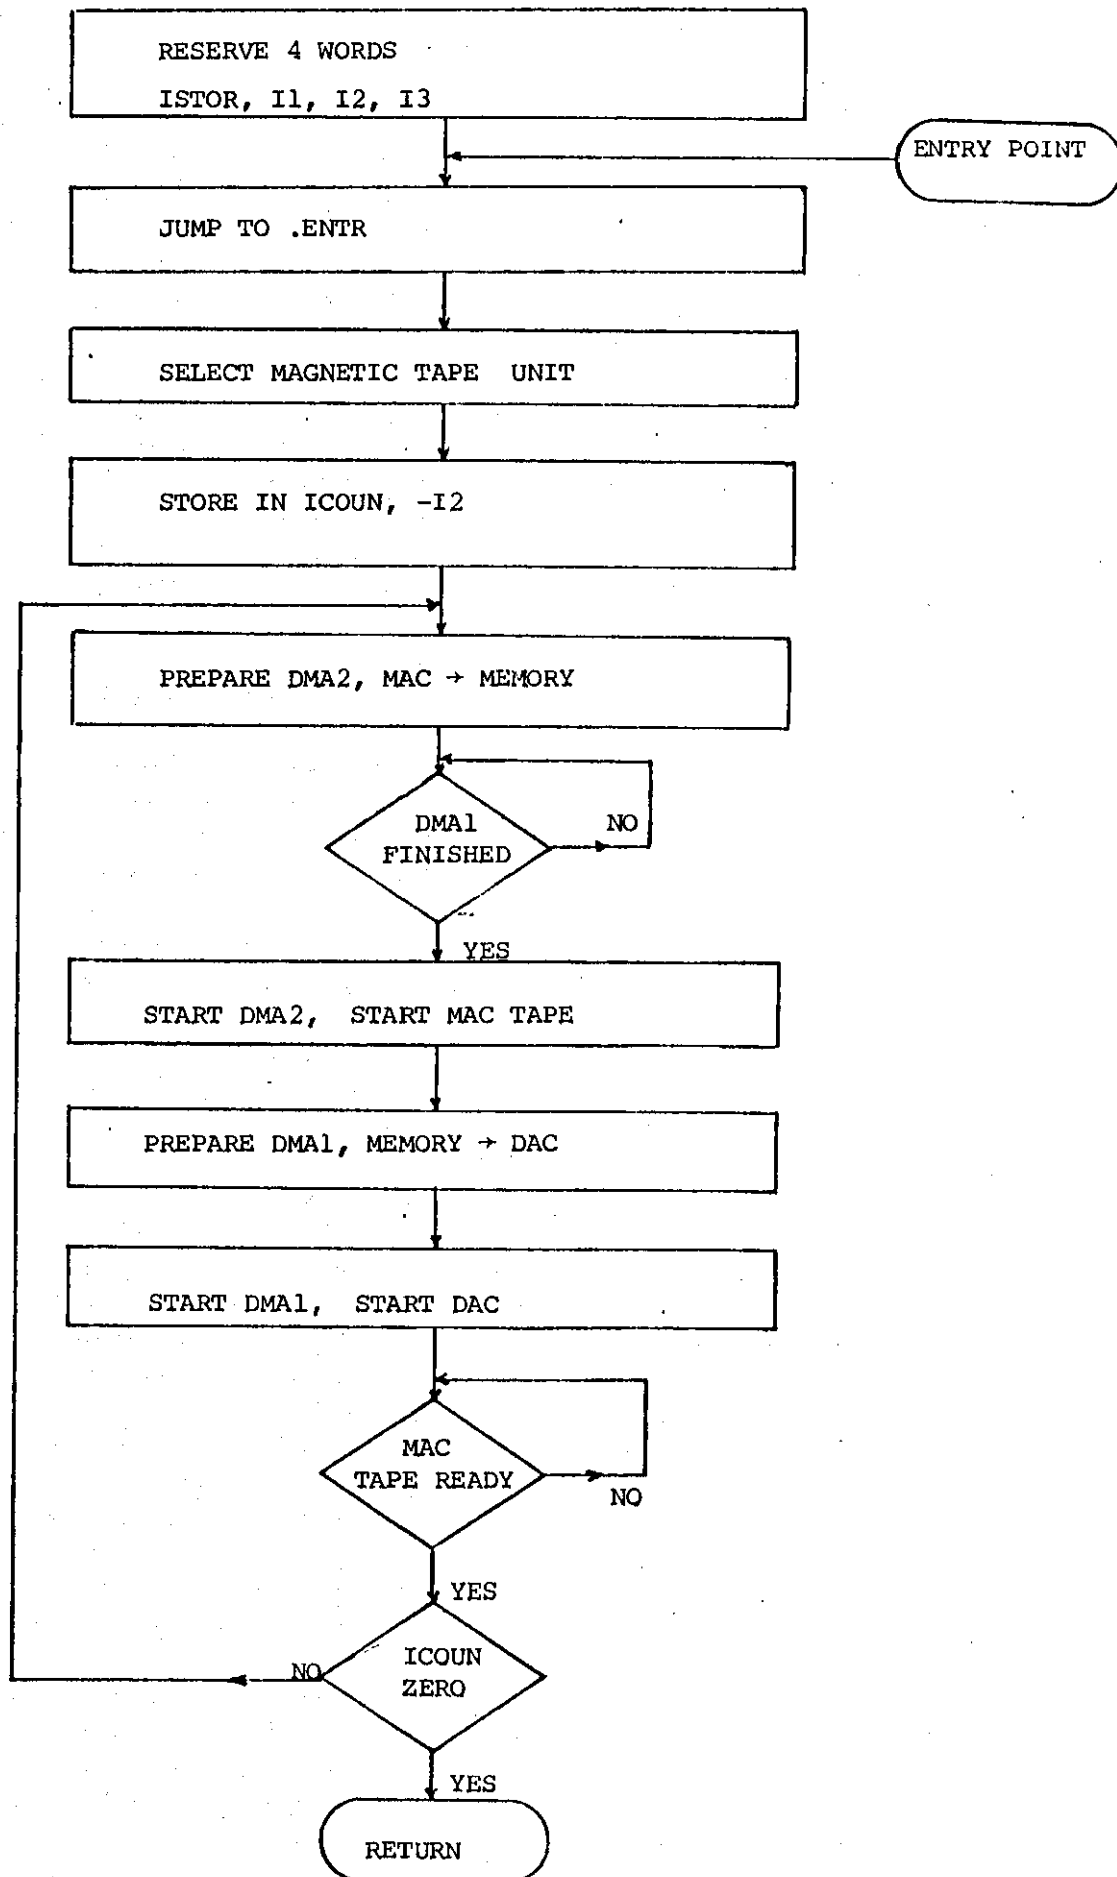 RESERVE 4 WORDS
ISTOR, I1, I2, I3
ENTRY POINT
JUMP TO .ENTR
SELECT MAGNETIC TAPE UNIT
STORE IN ICOUN, -I2
PREPARE DMA2, MAC → MEMORY
DMA1
FINISHED
NO
YES
START DMA2, START MAC TAPE
PREPARE DMA1, MEMORY → DAC
START DMA1, START DAC
MAC
TAPE READY
NO
YES
ICOUN
ZERO
NO
YES
RETURN